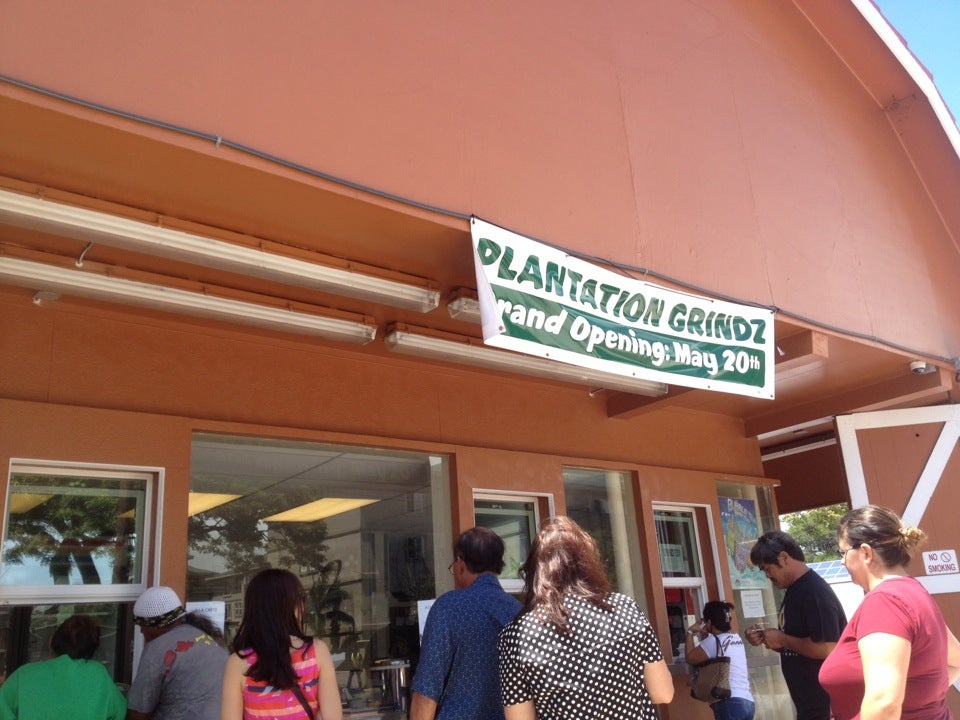 PLANTATION GRINDZ
rand Opening: May 20th
NO
SMOKING